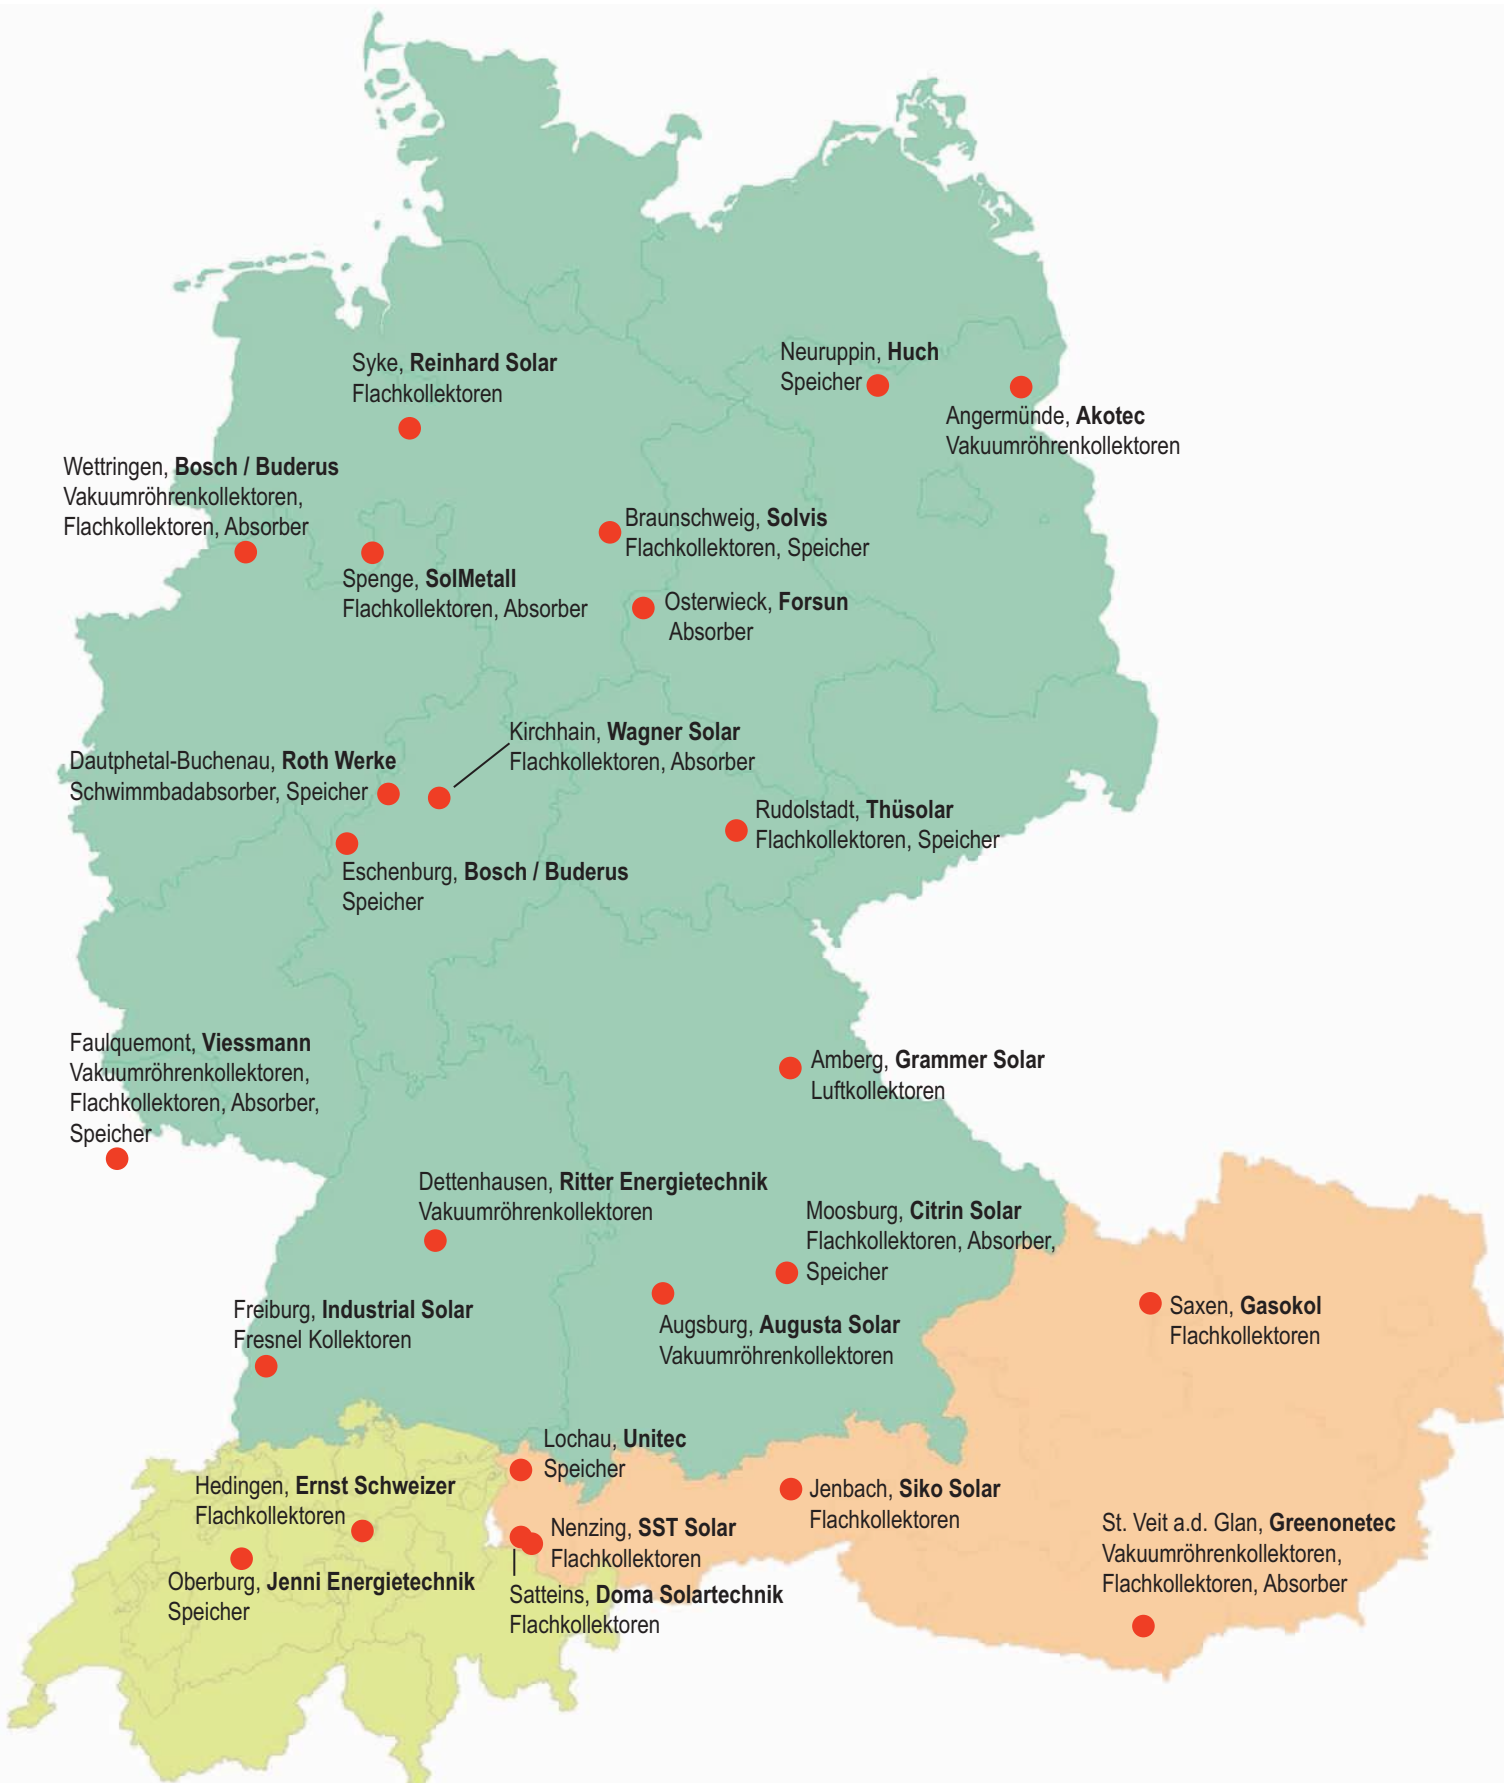 Syke, Reinhard Solar
Flachkollektoren
Neuruppin, Huch
Speicher
Angermünde, Akotec
Vakuumröhrenkollektoren
Wettringen, Bosch / Buderus
Vakuumröhrenkollektoren,
Flachkollektoren, Absorber
Braunschweig, Solvis
Flachkollektoren, Speicher
Spenge, SolMetall
Flachkollektoren, Absorber
Osterwieck, Forsun
Absorber
Kirchhain, Wagner Solar
Flachkollektoren, Absorber
Dautphetal-Buchenau, Roth Werke
Schwimmbadabsorber, Speicher
Rudolstadt, Thüsolar
Flachkollektoren, Speicher
Eschenburg, Bosch / Buderus
Speicher
Faulquemont, Viessmann
Vakuumröhrenkollektoren,
Flachkollektoren, Absorber,
Speicher
Amberg, Grammer Solar
Luftkollektoren
Dettenhausen, Ritter Energietechnik
Vakuumröhrenkollektoren
Moosburg, Citrin Solar
Flachkollektoren, Absorber,
Speicher
Freiburg, Industrial Solar
Fresnel Kollektoren
Augsburg, Augusta Solar
Vakuumröhrenkollektoren
Saxen, Gasokol
Flachkollektoren
Lochau, Unitec
Speicher
Hedingen, Ernst Schweizer
Flachkollektoren
Jenbach, Siko Solar
Flachkollektoren
Nenzing, SST Solar
Flachkollektoren
St. Veit a.d. Glan, Greenonetec
Vakuumröhrenkollektoren,
Flachkollektoren, Absorber
Oberburg, Jenni Energietechnik
Speicher
Satteins, Doma Solartechnik
Flachkollektoren